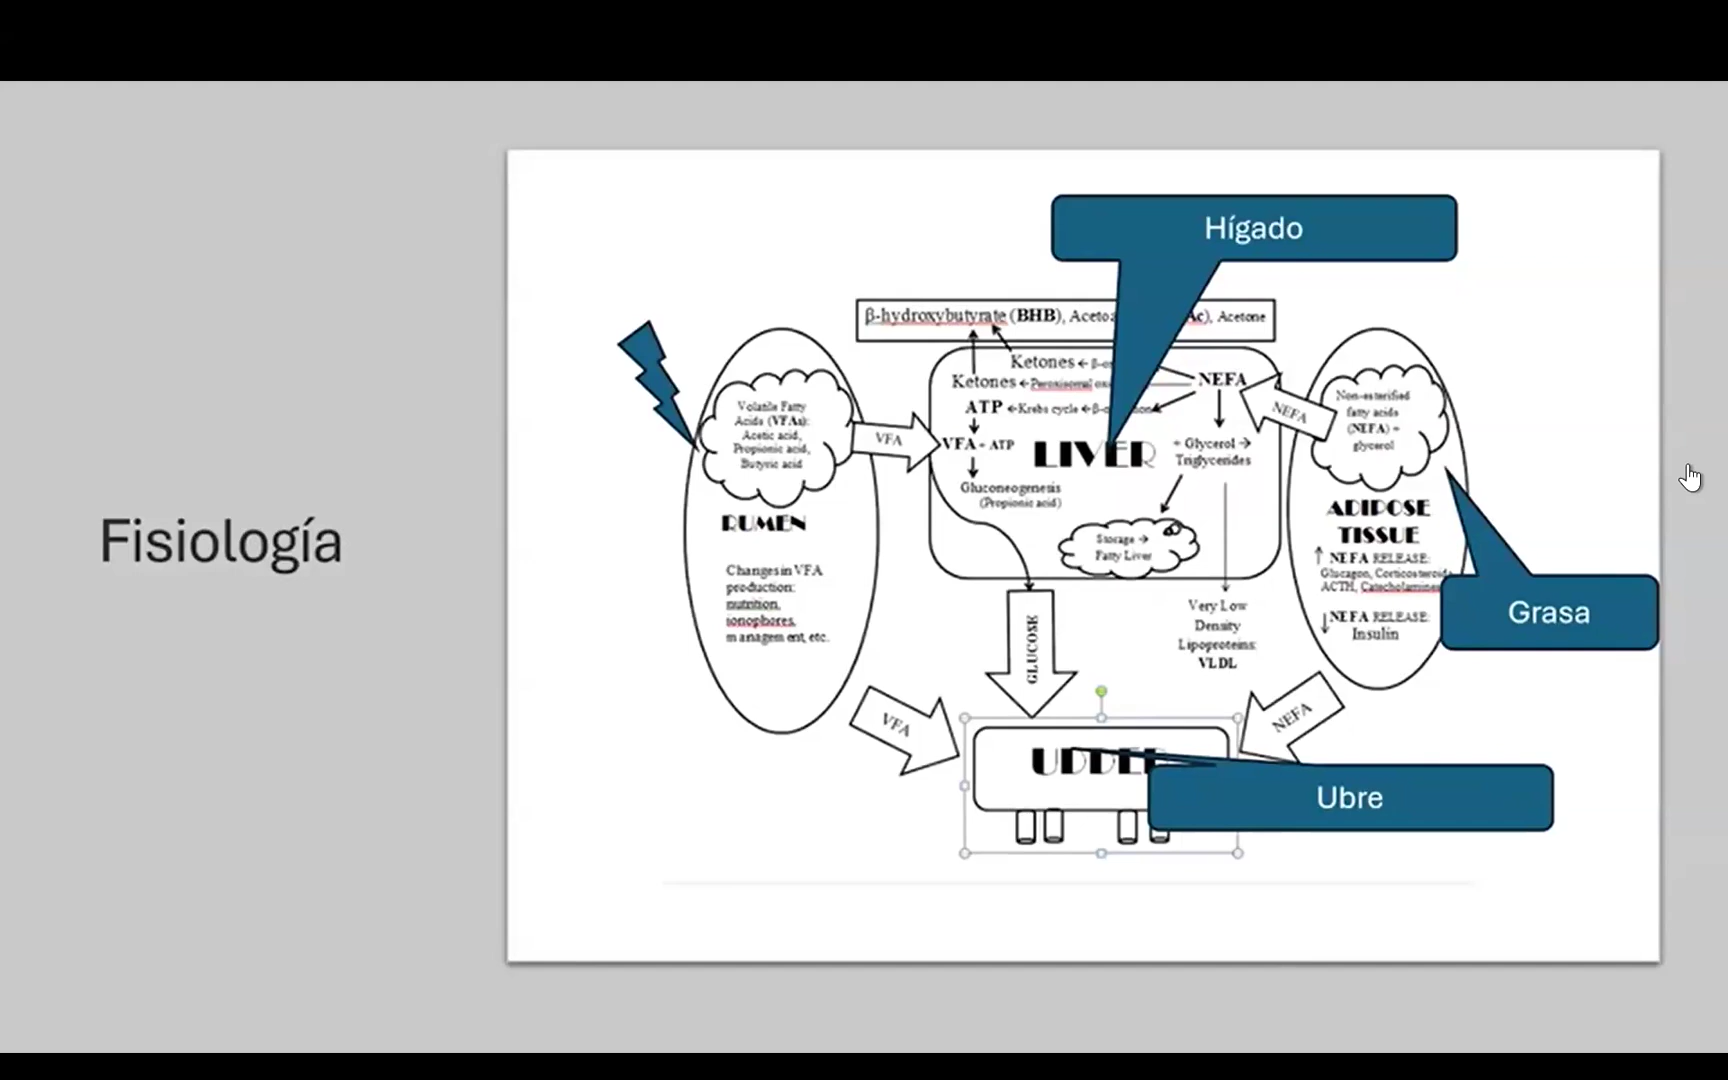 Fisiología
Hígado
β-hydroxybutyrate (BHB), Aceto
Ac), Acetone
Ketones ← β-o
Ketones ← Peroxisomal ox
ATP ← Krebs cycle ← β-o
VFA + ATP
Gluconeogenesis
(Propionic acid)
LIVER
NEFA
+ Glycerol →
Triglycerides
Storage →
Fatty Liver
Very Low
Density
Lipoproteins:
VLDL
Volatile Fatty
Acids (VFAs):
Acetic acid,
Propionic acid,
Butyric acid
RUMEN
Changes in VFA
production:
nutrition,
ionophores,
management, etc.
VFA
VFA
GLUCOSE
NEFA
NEFA
Non-esterified
fatty acids
(NEFA) +
glycerol
ADIPOSE
TISSUE
↑ NEFA RELEASE:
Glucagon, Corticosteroids
ACTH, Catecholamines
↓ NEFA RELEASE:
Insulin
Grasa
UDDER
Ubre